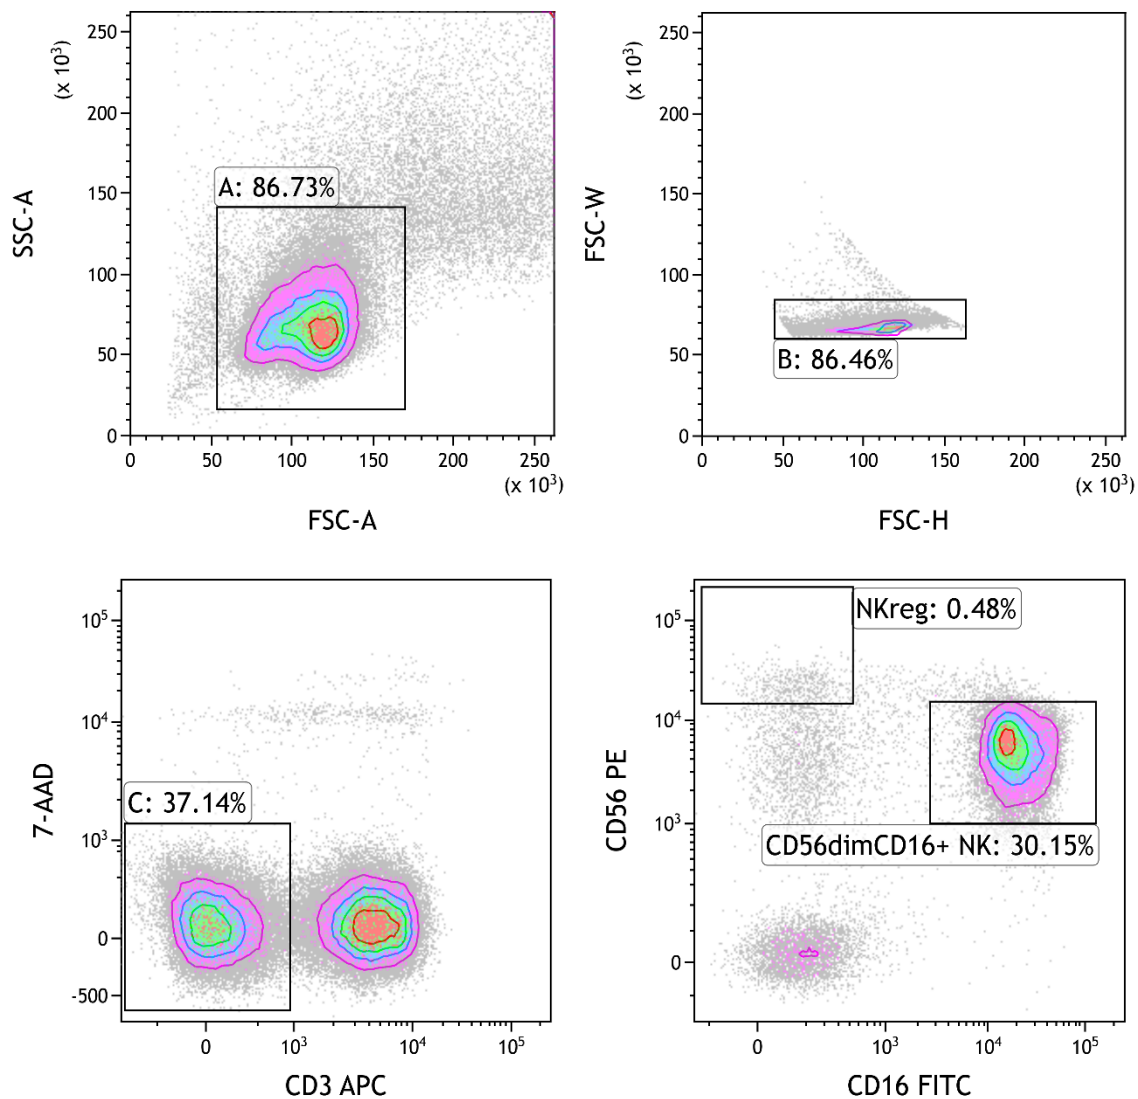 250
200
150
100
50
0
(x 10³)
SSC-A
A: 86.73%
0 50 100 150 200 250
(x 10³)
FSC-A
250
200
150
100
50
0
(x 10³)
FSC-W
B: 86.46%
0 50 100 150 200 250
(x 10³)
FSC-H
10⁵
10⁴
10³
0
-500
7-AAD
C: 37.14%
0 10³ 10⁴ 10⁵
CD3 APC
10⁵
10⁴
10³
0
CD56 PE
NKreg: 0.48%
CD56dimCD16+ NK: 30.15%
0 10³ 10⁴ 10⁵
CD16 FITC